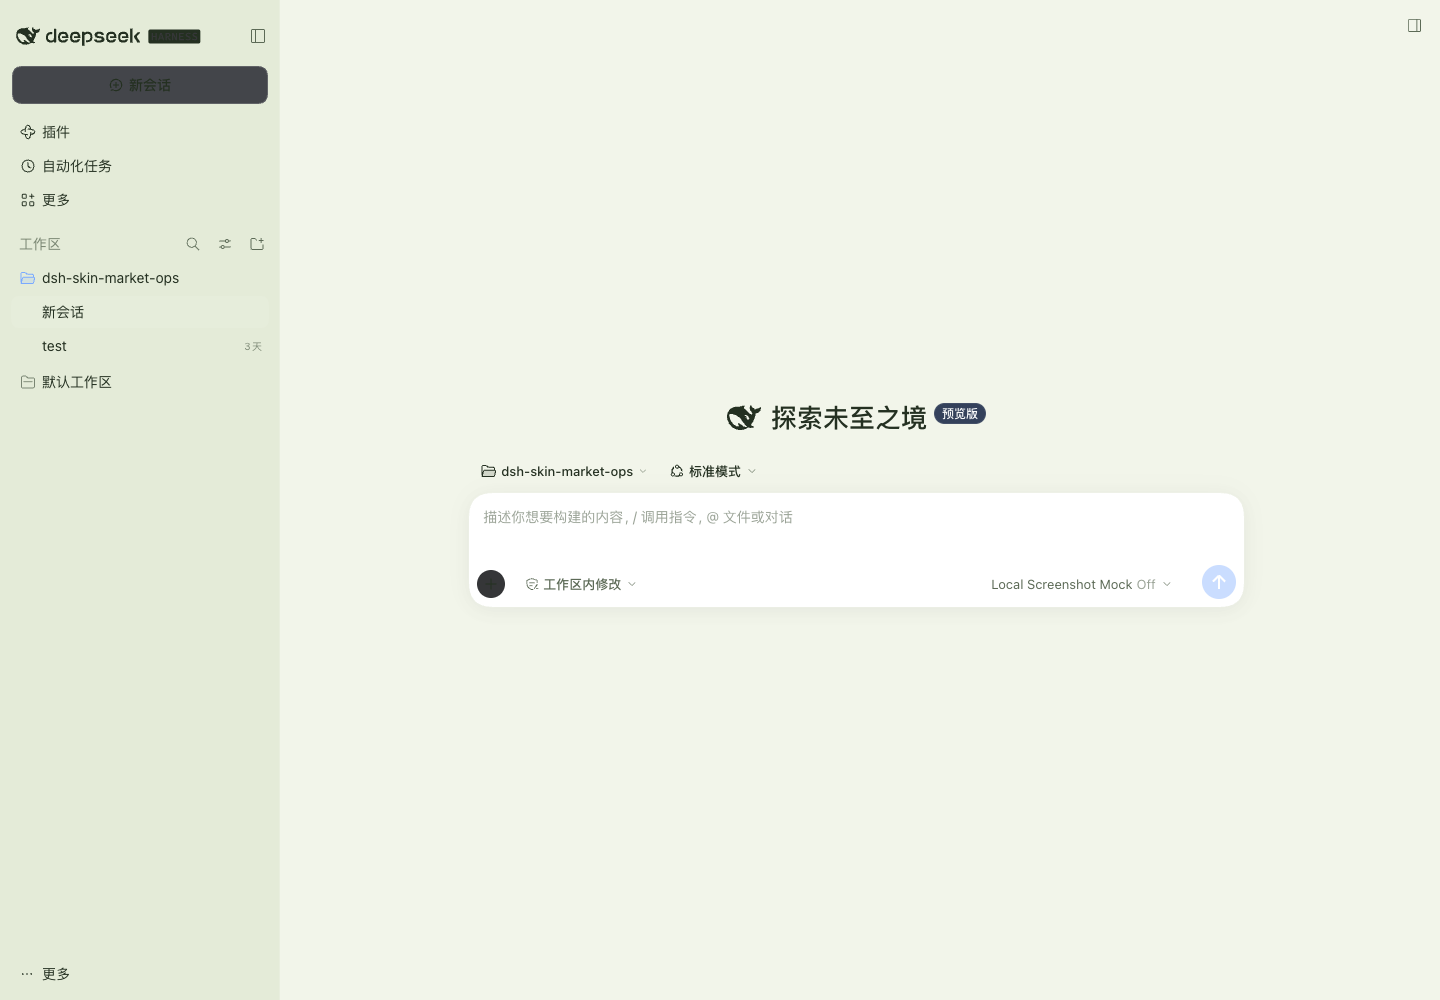 deepseek HARNESS
新会话
插件
自动化任务
更多
工作区
dsh-skin-market-ops
新会话
test 3天
默认工作区
探索未至之境 预览版
dsh-skin-market-ops 标准模式
描述你想要构建的内容, / 调用指令, @ 文件或对话
工作区内修改 Local Screenshot Mock Off
更多